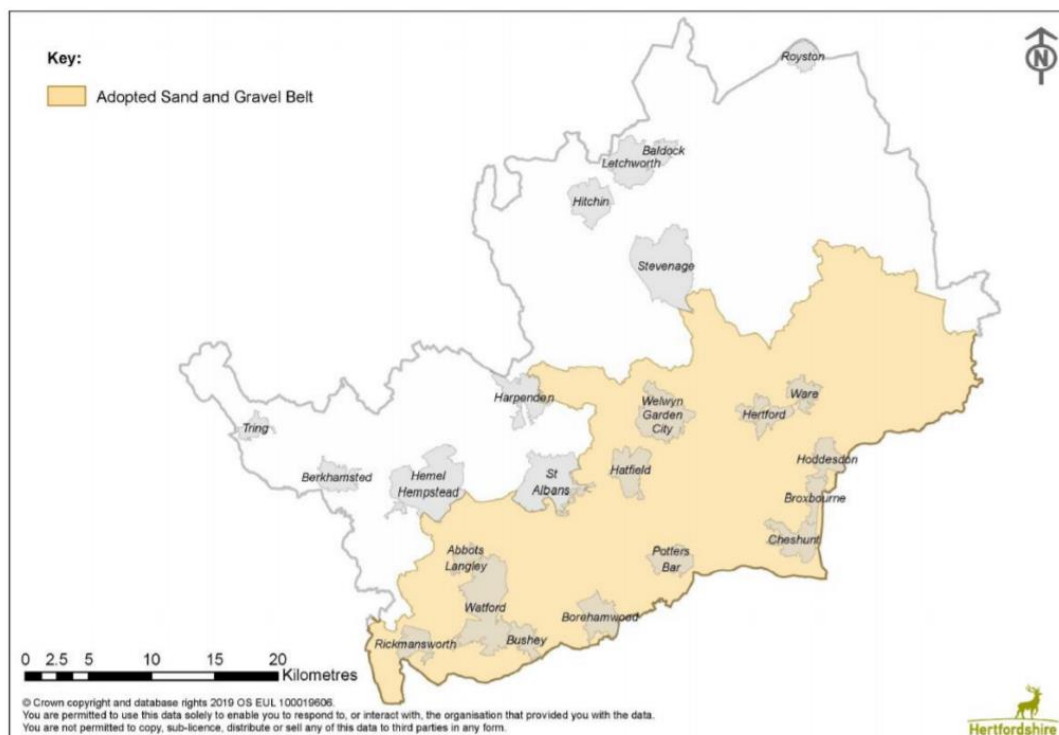 Key:
Adopted Sand and Gravel Belt
N
Royston
Baldock
Letchworth
Hitchin
Stevenage
Harpenden
Welwyn
Garden
City
Ware
Hertford
Tring
Berkhamsted
Hemel
Hempstead
St
Albans
Hatfield
Hoddesdon
Broxbourne
Cheshunt
Abbots
Langley
Potters
Bar
Watford
Borehamwood
Rickmansworth
Bushey
0 2.5 5 10 15 20
Kilometres
© Crown copyright and database rights 2019 OS EUL 100019606.
You are permitted to use this data solely to enable you to respond to, or interact with, the organisation that provided you with the data.
You are not permitted to copy, sub-licence, distribute or sell any of this data to third parties in any form.
Hertfordshire